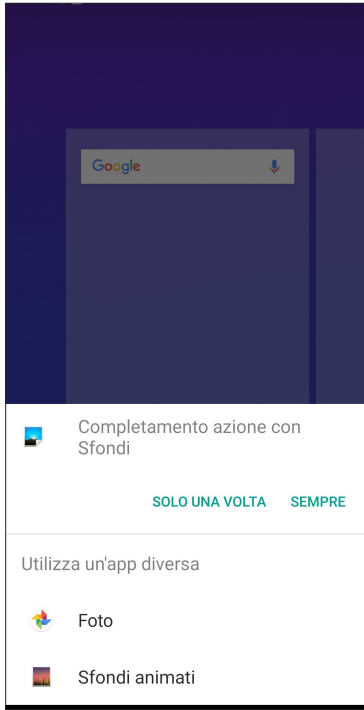 Google
Completamento azione con
Sfondi
SOLO UNA VOLTA SEMPRE
Utilizza un'app diversa
Foto
Sfondi animati